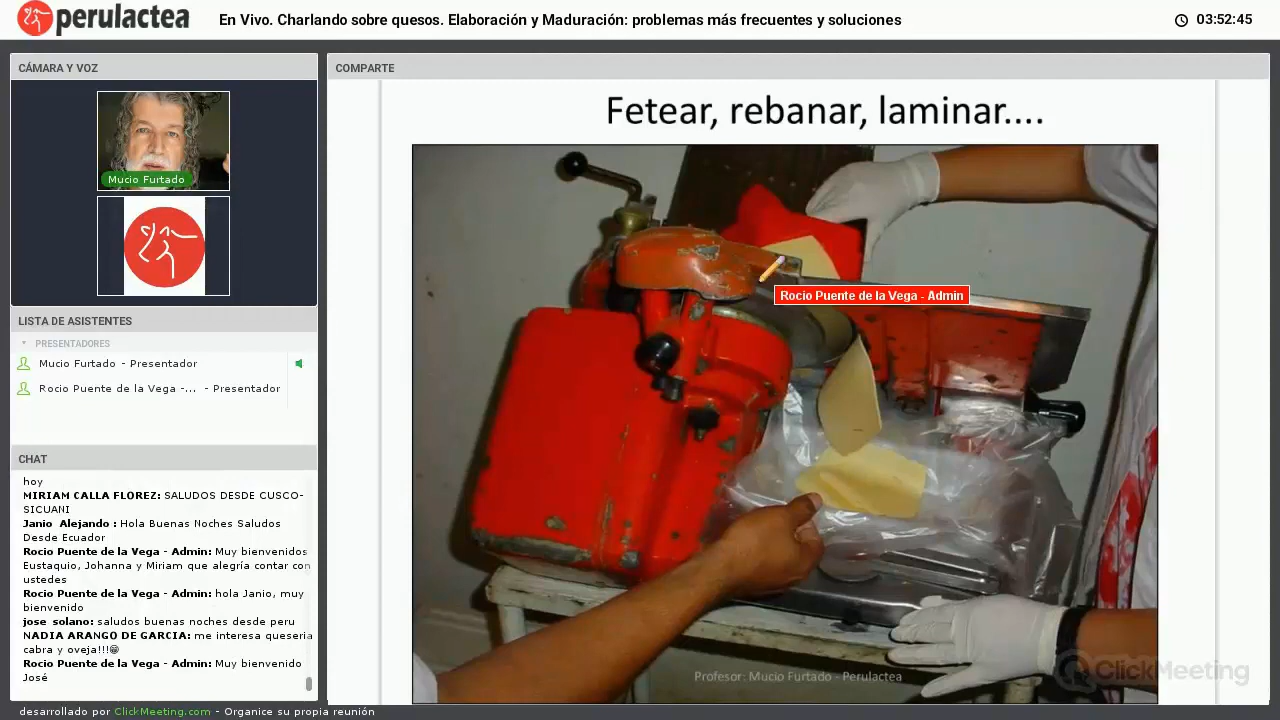 perulactea
En Vivo. Charlando sobre quesos. Elaboración y Maduración: problemas más frecuentes y soluciones
03:52:45
CÁMARA Y VOZ
Mucio Furtado
LISTA DE ASISTENTES
PRESENTADORES
Mucio Furtado - Presentador
Rocio Puente de la Vega -... - Presentador
CHAT
hoy
MIRIAM CALLA FLOREZ: SALUDOS DESDE CUSCO-
SICUANI
Janio Alejando : Hola Buenas Noches Saludos
Desde Ecuador
Rocio Puente de la Vega - Admin: Muy bienvenidos
Eustaquio, Johanna y Miriam que alegría contar con
ustedes
Rocio Puente de la Vega - Admin: hola Janio, muy
bienvenido
jose solano: saludos buenas noches desde peru
NADIA ARANGO DE GARCIA: me interesa queseria
cabra y oveja!!!😁
Rocio Puente de la Vega - Admin: Muy bienvenido
José
COMPARTE
Fetear, rebanar, laminar....
Rocio Puente de la Vega - Admin
Profesor: Mucio Furtado - Perulactea
ClickMeeting
desarrollado por ClickMeeting.com - Organice su propia reunión